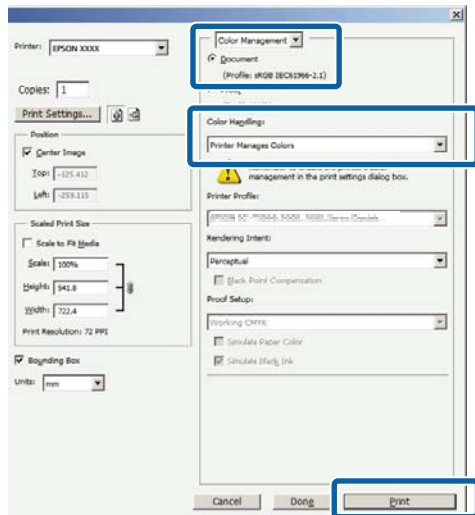 Printer: EPSON XXXX
Copies: 1
Print Settings...
Position
Center Image
Top: -125.412
Left: -259.115
Scaled Print Size
Scale to Fit Media
Scale: 100%
Height: 541.8
Width: 722.4
Print Resolution: 72 PPI
Bounding Box
Units: mm
Color Management
Document
(Profile: sRGB IEC61966-2.1)
Color Handling:
Printer Manages Colors
management in the print settings dialog box.
Printer Profile:
Rendering Intent:
Perceptual
Black Point Compensation
Proof Setup:
Working CMYK
Simulate Paper Color
Simulate Black Ink
Cancel
Done
Print